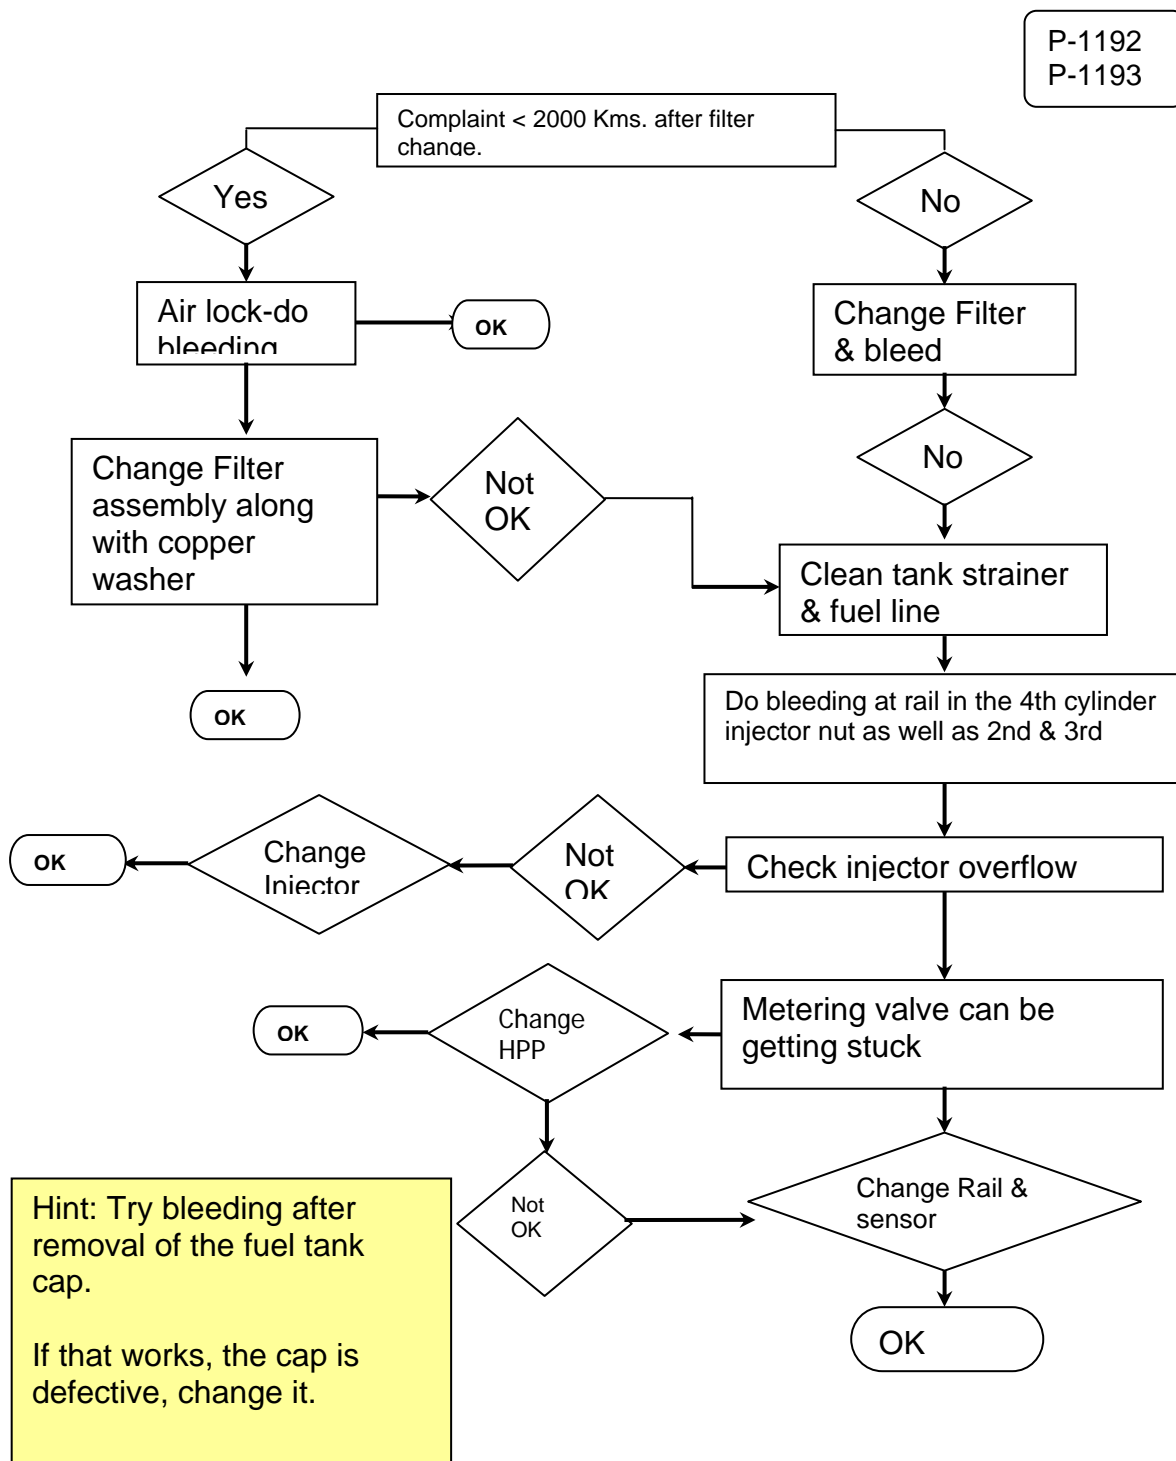 P-1192
P-1193
Complaint < 2000 Kms. after filter
change.
Yes
No
Air lock-do
bleeding
OK
Change Filter
& bleed
Change Filter
assembly along
with copper
washer
Not
OK
No
Clean tank strainer
& fuel line
OK
Do bleeding at rail in the 4th cylinder
injector nut as well as 2nd & 3rd
OK
Change
Injector
Not
OK
Check injector overflow
OK
Change
HPP
Metering valve can be
getting stuck
Not
OK
Change Rail &
sensor
Hint: Try bleeding after
removal of the fuel tank
cap.
If that works, the cap is
defective, change it.
OK